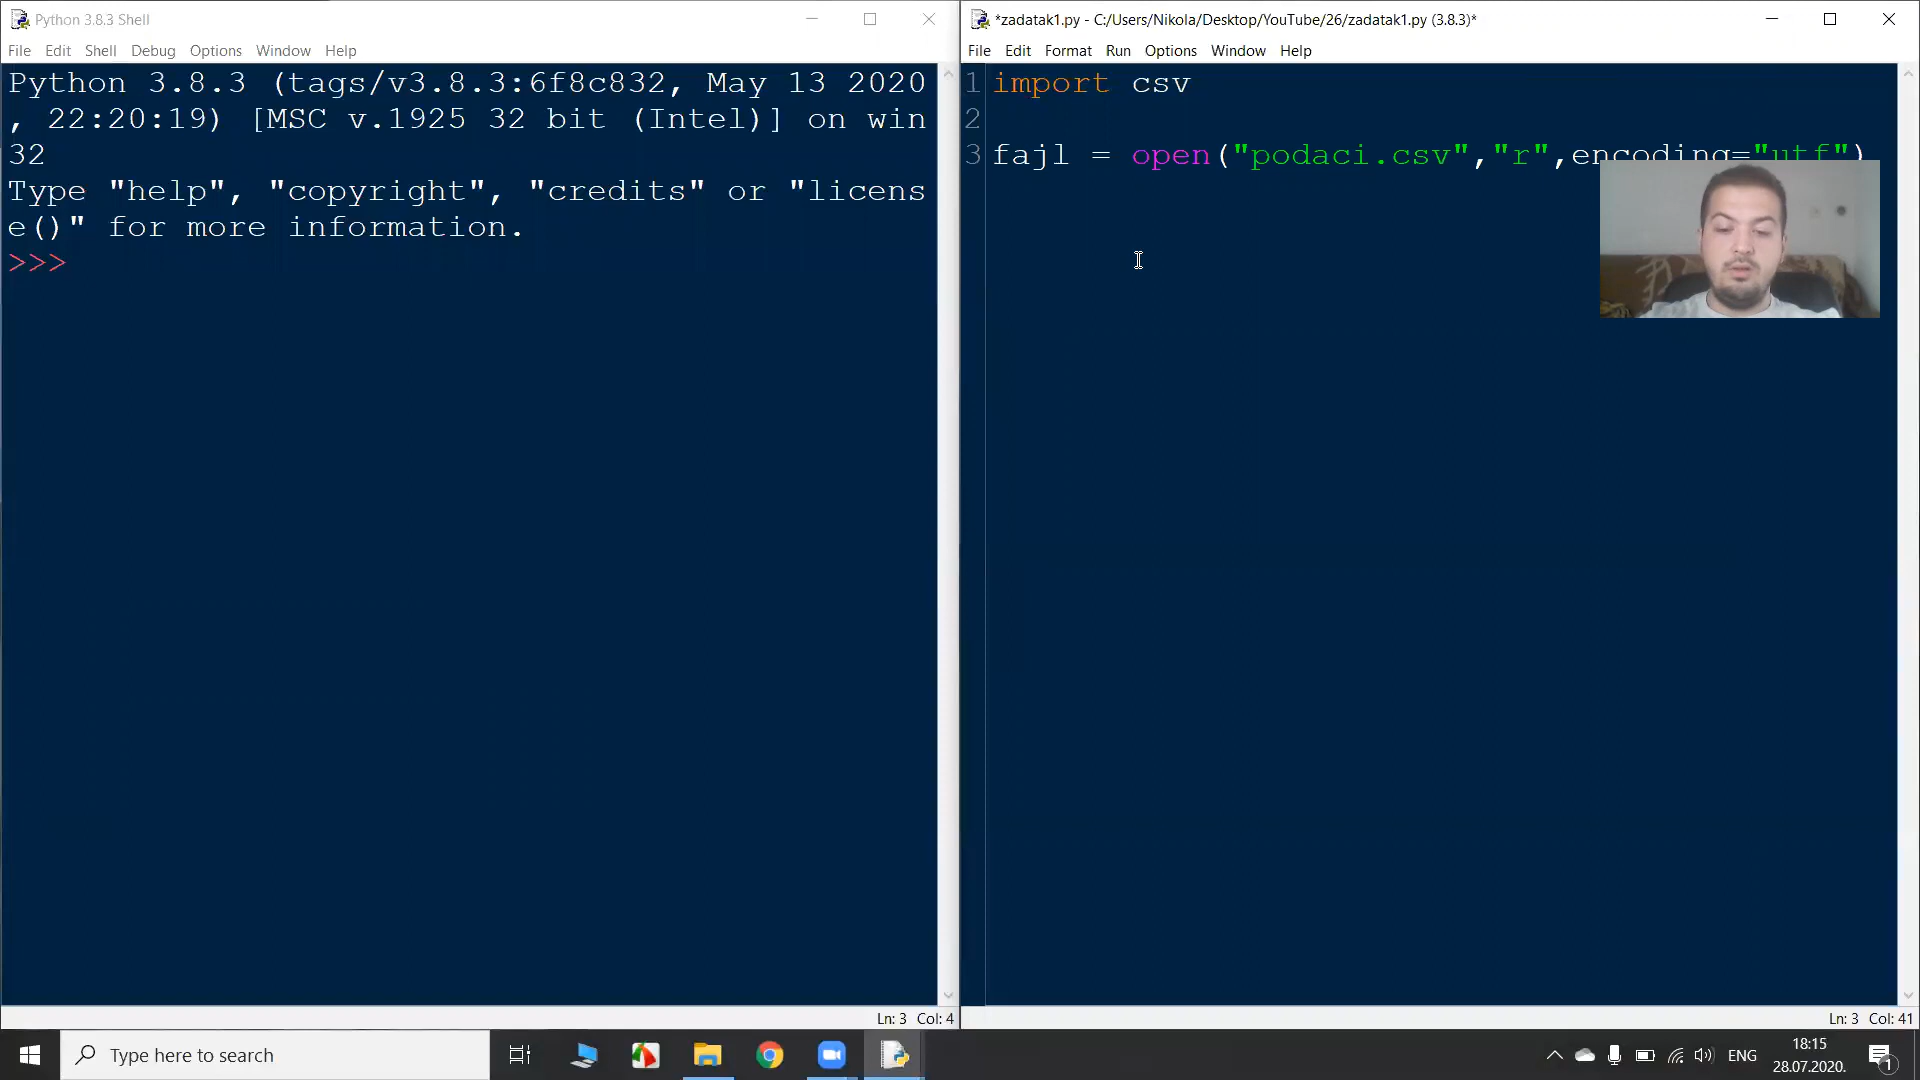 Python 3.8.3 Shell
File Edit Shell Debug Options Window Help
Python 3.8.3 (tags/v3.8.3:6f8c832, May 13 2020
, 22:20:19) [MSC v.1925 32 bit (Intel)] on win
32
Type "help", "copyright", "credits" or "licens
e()" for more information.
>>>
Ln: 3 Col: 4
*zadatak1.py - C:/Users/Nikola/Desktop/YouTube/26/zadatak1.py (3.8.3)*
File Edit Format Run Options Window Help
1 import csv
2
3 fajl = open("podaci.csv","r",encoding="utf")
Ln: 3 Col: 41
Type here to search
ENG
18:15
28.07.2020.
1